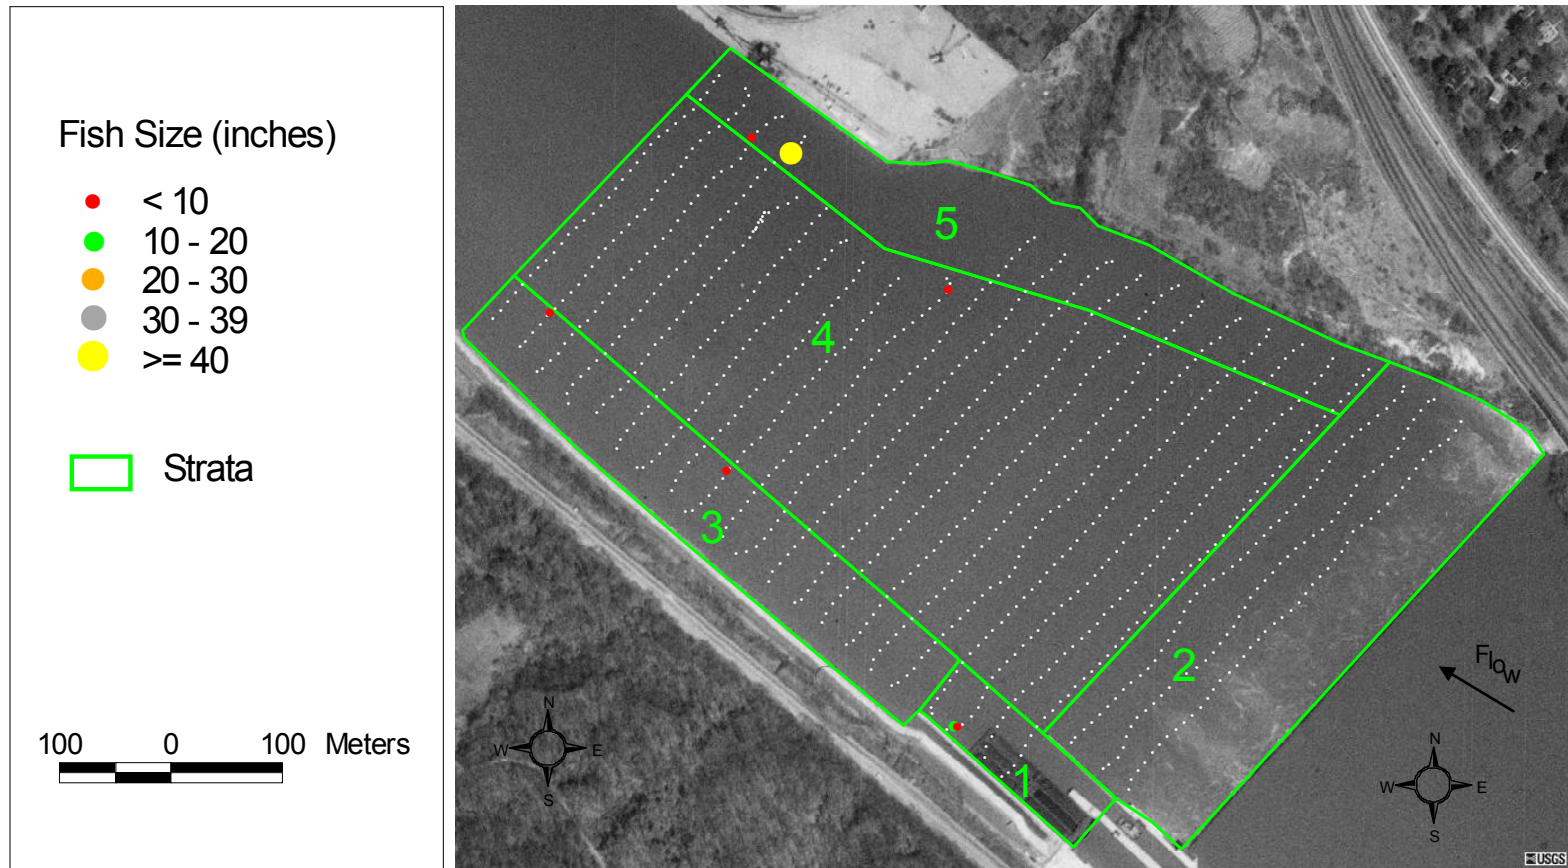 Fish Size (inches)
< 10
10 - 20
20 - 30
30 - 39
>= 40
Strata
100 0 100 Meters
5
4
3
2
1
Flow
N
W E
S
N
W E
S
USGS